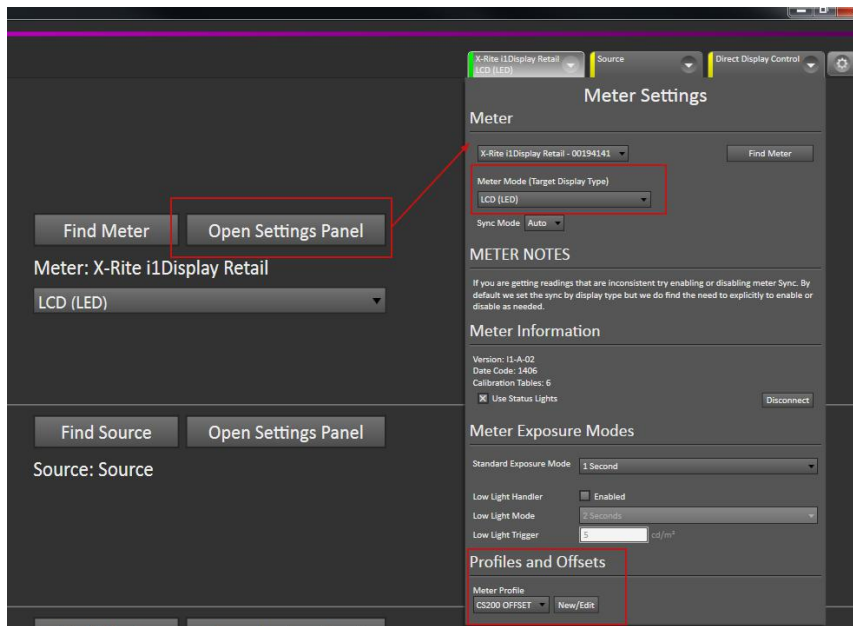 X-Rite i1Display Retail
LCD (LED)
Source
Direct Display Control
Meter Settings
Meter
X-Rite i1Display Retail - 00194141
Find Meter
Meter Mode (Target Display Type)
LCD (LED)
Sync Mode Auto
Find Meter
Open Settings Panel
Meter: X-Rite i1Display Retail
LCD (LED)
METER NOTES
If you are getting readings that are inconsistent try enabling or disabling meter Sync. By
default we set the sync by display type but we do find the need to explicitly to enable or
disable as needed.
Meter Information
Version: I1-A-02
Date Code: 1406
Calibration Tables: 6
Use Status Lights
Disconnect
Find Source
Open Settings Panel
Source: Source
Meter Exposure Modes
Standard Exposure Mode 1 Second
Low Light Handler Enabled
Low Light Mode 2 Seconds
Low Light Trigger 5 cd/m²
Profiles and Offsets
Meter Profile
CS200 OFFSET New/Edit